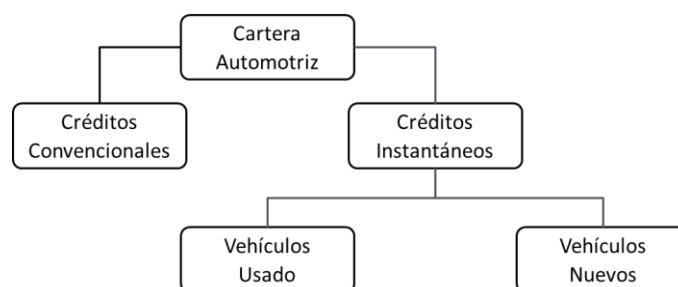 Cartera
Automotriz
Créditos
Convencionales
Créditos
Instantáneos
Vehículos
Usado
Vehículos
Nuevos